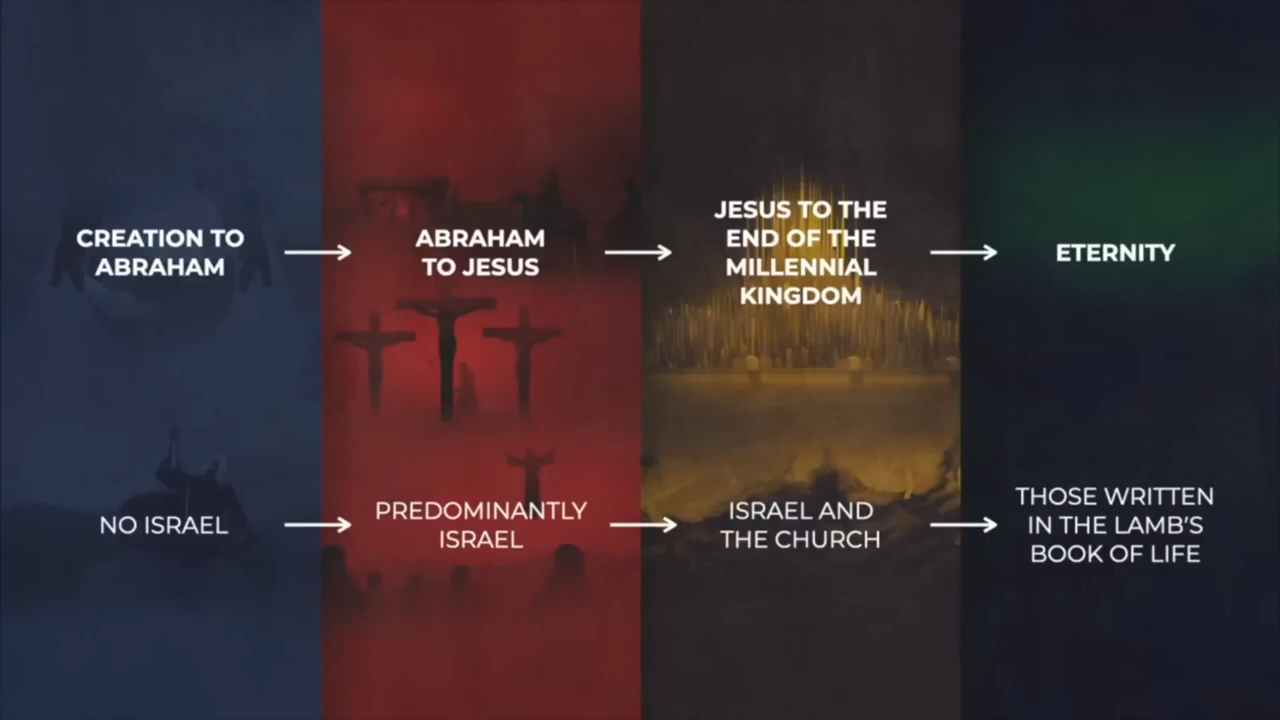 CREATION TO
ABRAHAM
ABRAHAM
TO JESUS
JESUS TO THE
END OF THE
MILLENNIAL
KINGDOM
ETERNITY
NO ISRAEL
PREDOMINANTLY
ISRAEL
ISRAEL AND
THE CHURCH
THOSE WRITTEN
IN THE LAMB'S
BOOK OF LIFE